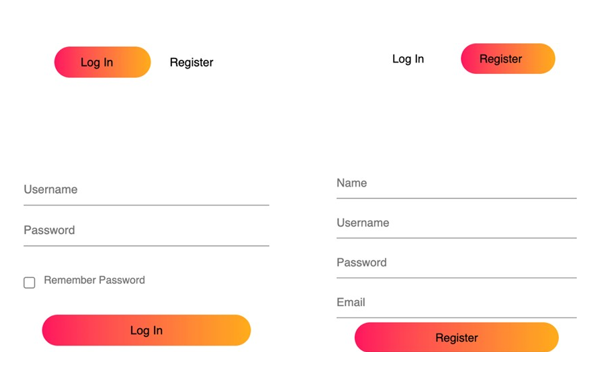 Log In
Register
Username
Password
Remember Password
Log In
Log In
Register
Name
Username
Password
Email
Register